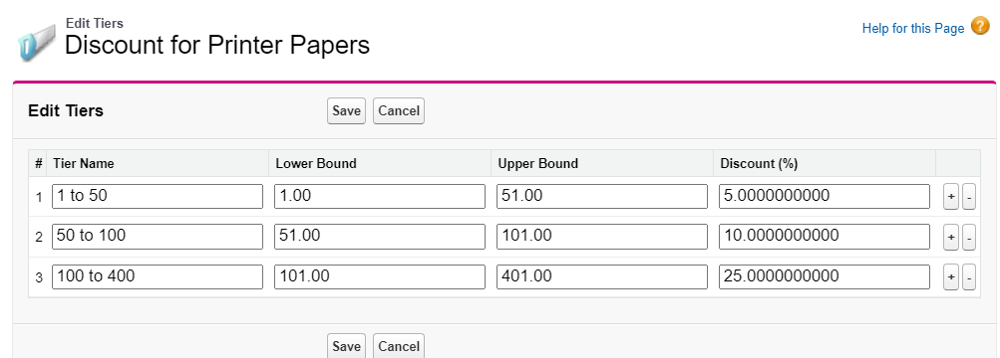 Edit Tiers
Discount for Printer Papers
Help for this Page ?
Edit Tiers Save Cancel
# Tier Name Lower Bound Upper Bound Discount (%)
1 1 to 50 1.00 51.00 5.0000000000 + -
2 50 to 100 51.00 101.00 10.0000000000 + -
3 100 to 400 101.00 401.00 25.0000000000 + -
Save Cancel